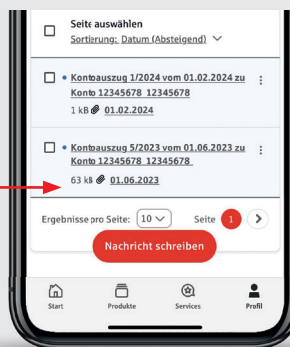 Seite auswählen
Sortierung: Datum (Absteigend)
Kontoauszug 1/2024 vom 01.02.2024 zu
Konto 12345678 12345678
1 kB 01.02.2024
Kontoauszug 5/2023 vom 01.06.2023 zu
Konto 12345678 12345678
63 kB 01.06.2023
Ergebnisse pro Seite: 10 Seite 1
Nachricht schreiben
Start Produkte Services Profil